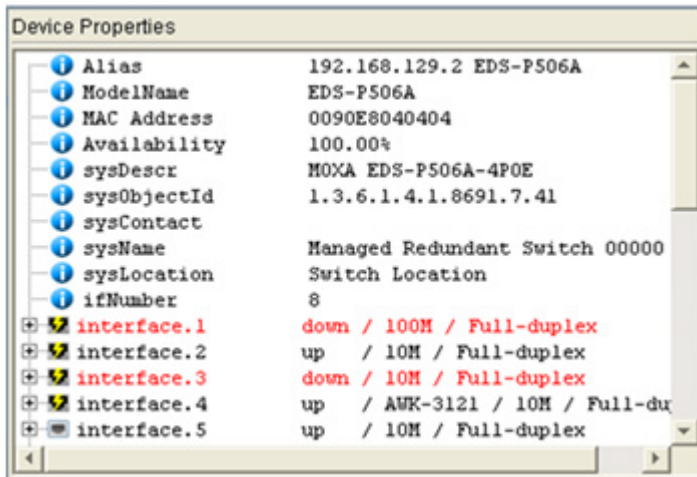 Device Properties
Alias 192.168.129.2 EDS-P506A
ModelName EDS-P506A
MAC Address 0090E8040404
Availability 100.00%
sysDescr MOXA EDS-P506A-4POE
sysObjectId 1.3.6.1.4.1.8691.7.41
sysContact
sysName Managed Redundant Switch 00000
sysLocation Switch Location
ifNumber 8
interface.1 down / 100M / Full-duplex
interface.2 up / 10M / Full-duplex
interface.3 down / 10M / Full-duplex
interface.4 up / AWK-3121 / 10M / Full-du
interface.5 up / 10M / Full-duplex